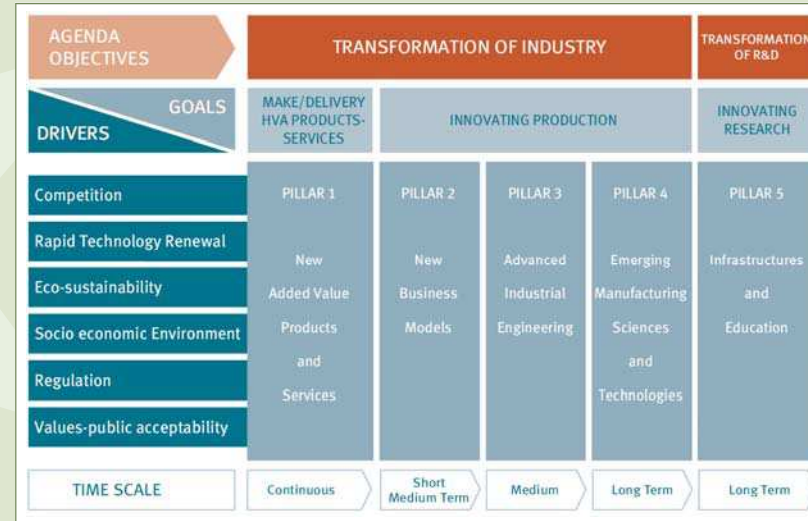 AGENDA
OBJECTIVES
TRANSFORMATION OF INDUSTRY
TRANSFORMATION
OF R&D
GOALS
DRIVERS
MAKE/DELIVERY
HVA PRODUCTS-
SERVICES
INNOVATING PRODUCTION
INNOVATING
RESEARCH
Competition
Rapid Technology Renewal
Eco-sustainability
Socio economic Environment
Regulation
Values-public acceptability
PILLAR 1
New
Added Value
Products
and
Services
PILLAR 2
New
Business
Models
PILLAR 3
Advanced
Industrial
Engineering
PILLAR 4
Emerging
Manufacturing
Sciences
and
Technologies
PILLAR 5
Infrastructures
and
Education
TIME SCALE
Continuous
Short
Medium Term
Medium
Long Term
Long Term